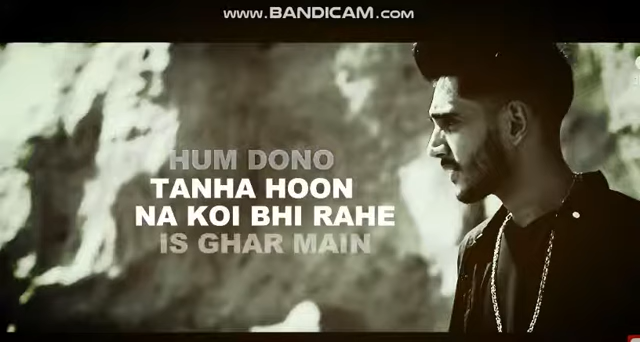 www.BANDICAM.com
HUM DONO
TANHA HOON
NA KOI BHI RAHE
IS GHAR MAIN